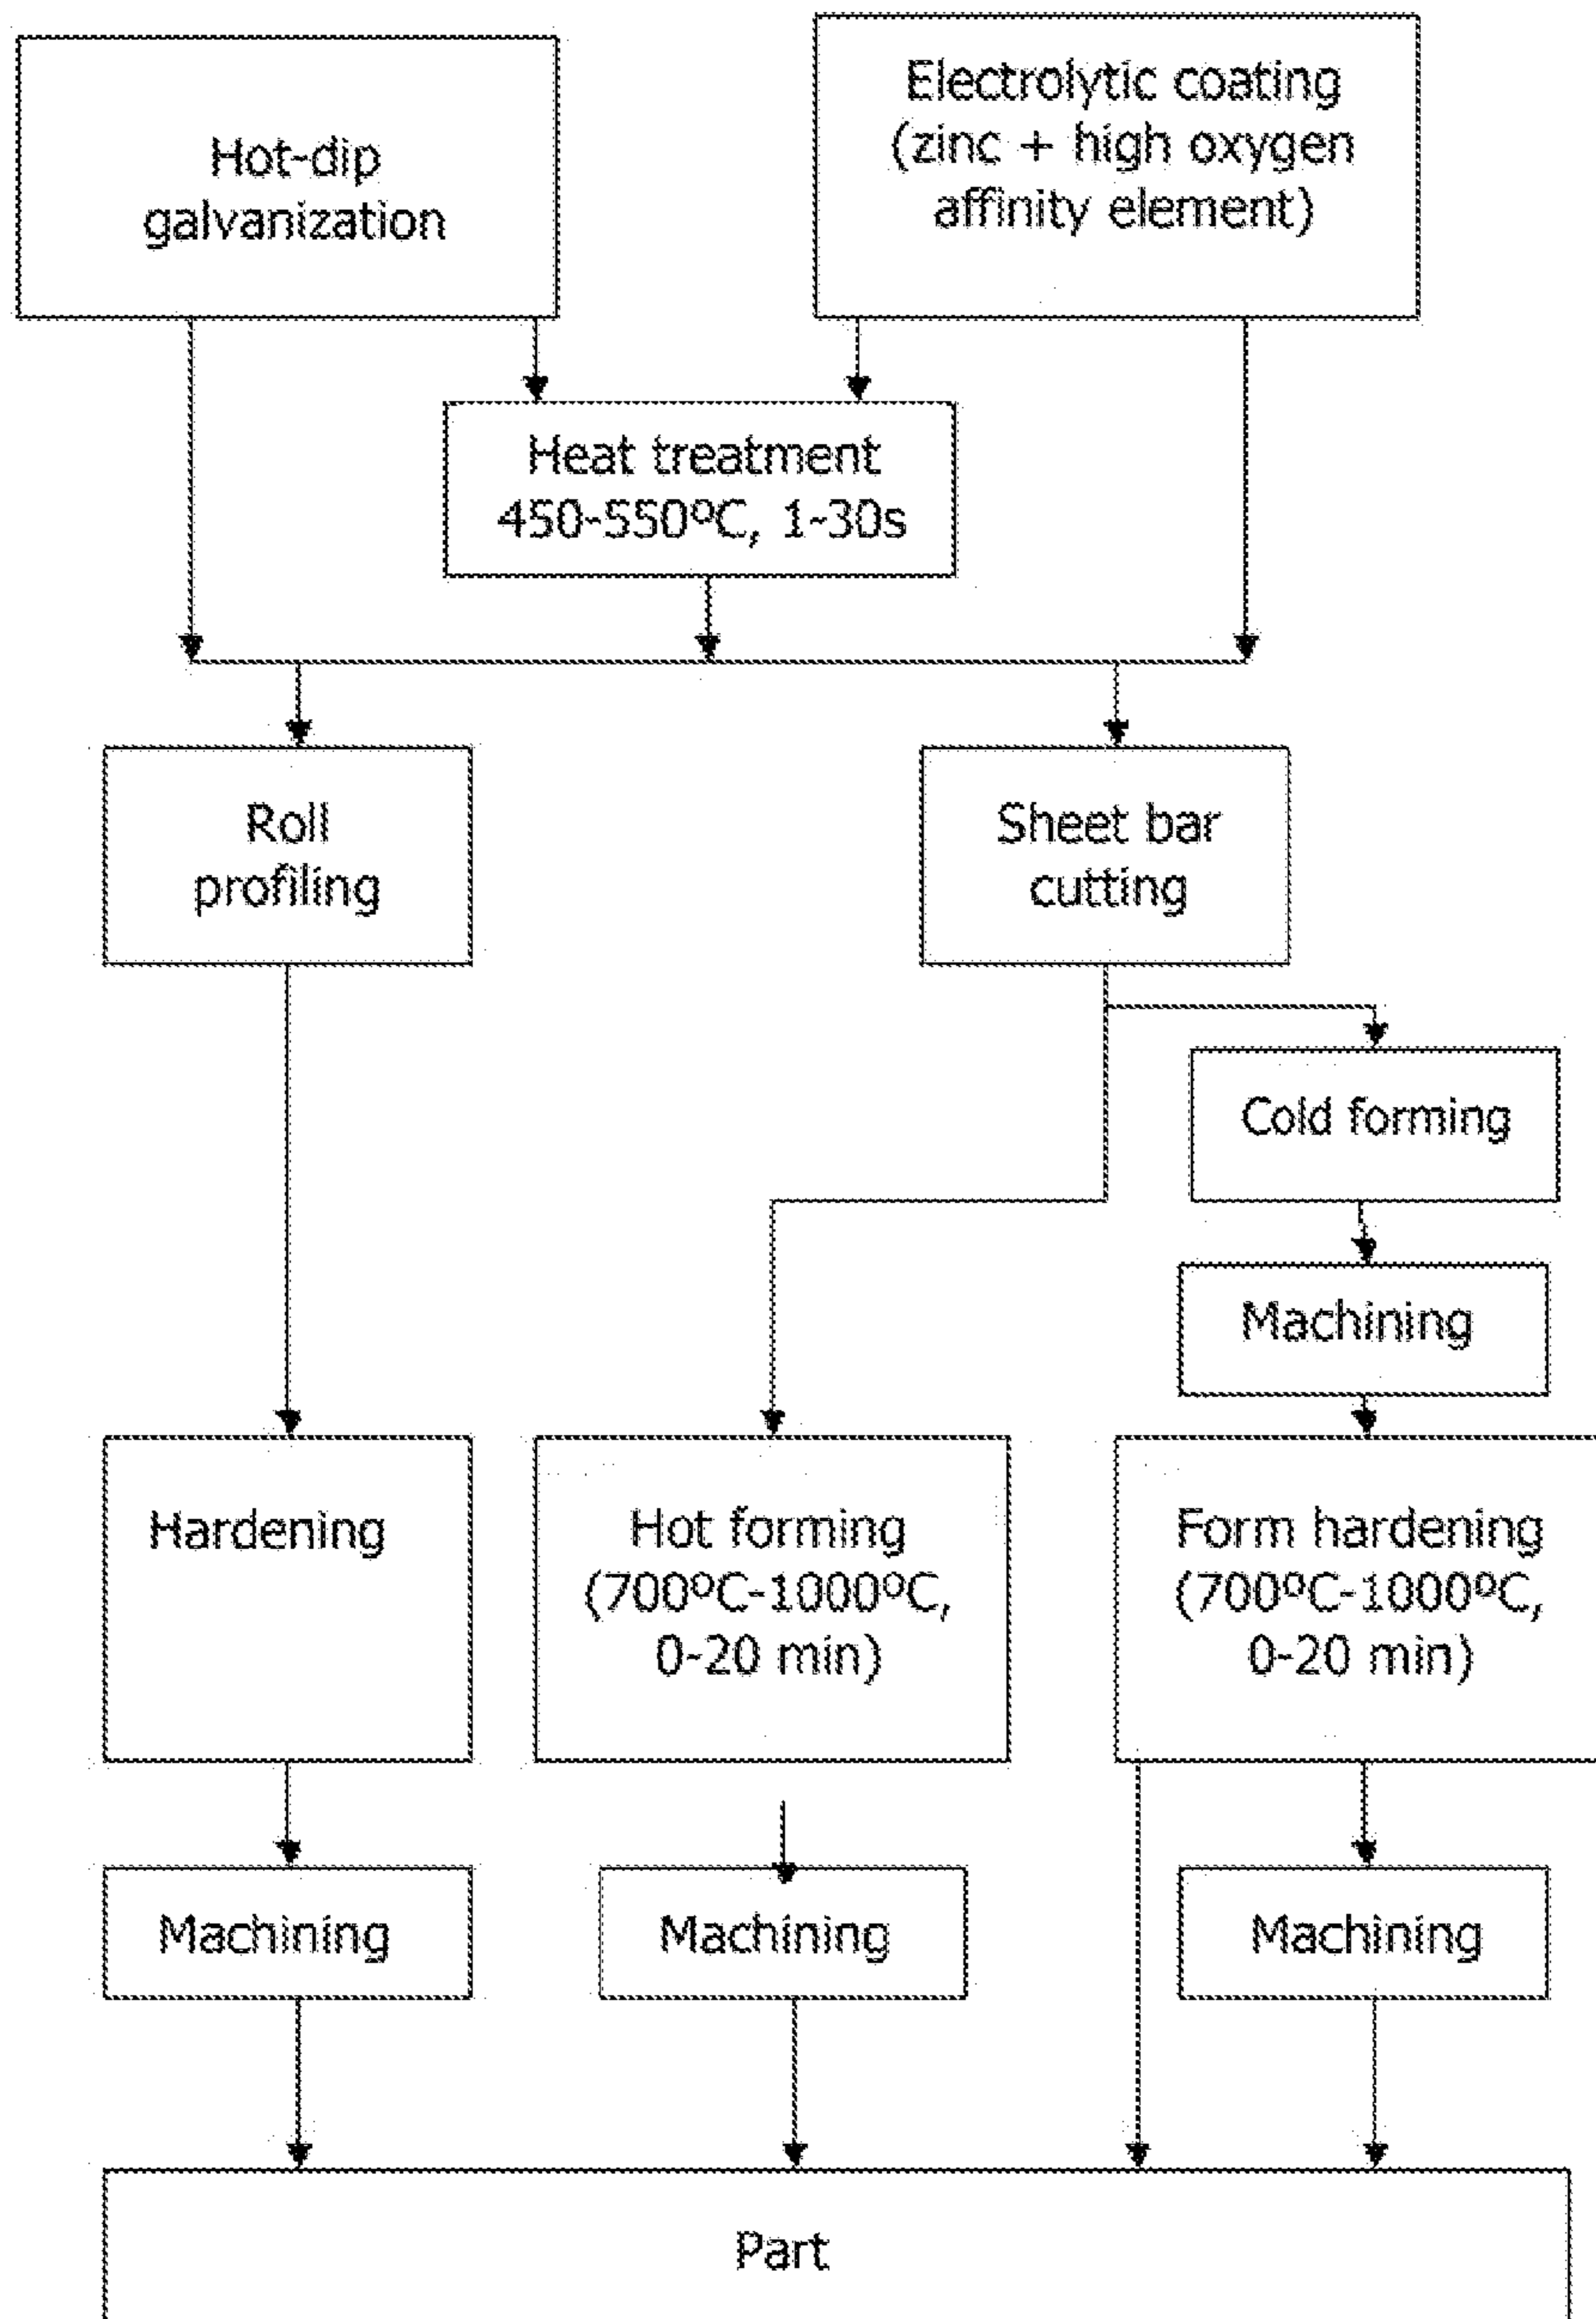 Hot-dip
galvanization
Electrolytic coating
(zinc + high oxygen
affinity element)
Heat treatment
450-550ºC, 1-30s
Roll
profiling
Sheet bar
cutting
Cold forming
Machining
Hardening
Hot forming
(700ºC-1000ºC,
0-20 min)
Form hardening
(700ºC-1000ºC,
0-20 min)
Machining
Machining
Machining
Part